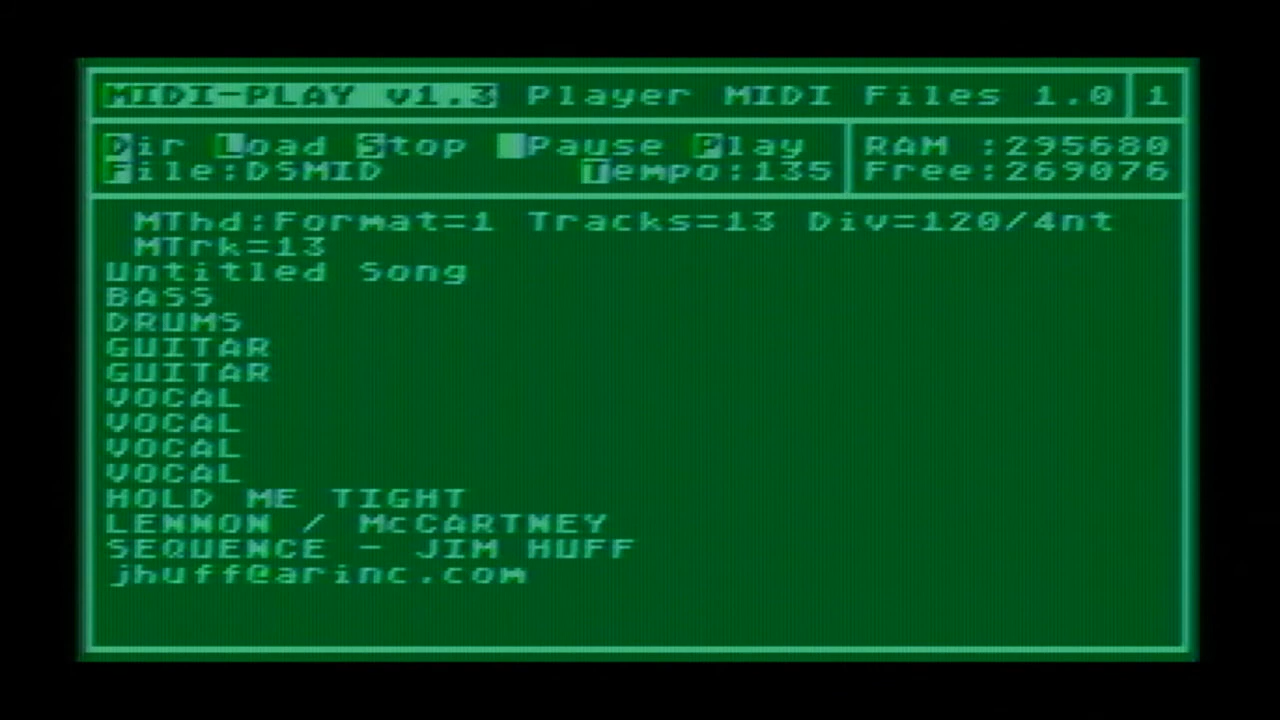 MIDI-PLAY v1.3 Player MIDI Files 1.0 1
Dir Load Stop Pause Play RAM :295680
File:DSMID Tempo:135 Free:269076
MThd:Format=1 Tracks=13 Div=120/4nt
MTrk=13
Untitled Song
BASS
DRUMS
GUITAR
GUITAR
VOCAL
VOCAL
VOCAL
VOCAL
HOLD ME TIGHT
LENNON / McCARTNEY
SEQUENCE - JIM HUFF
jhuff@arinc.com